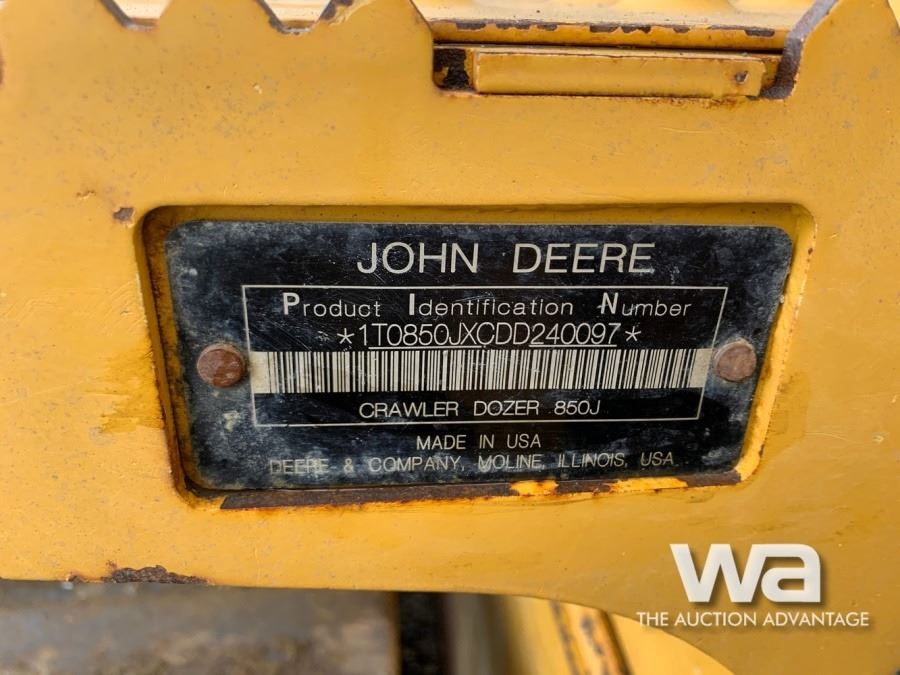 JOHN DEERE
Product Identification Number
*1T0850JXCDD240097*
CRAWLER DOZER 850J
MADE IN USA
DEERE & COMPANY, MOLINE, ILLINOIS, USA
wa
THE AUCTION ADVANTAGE